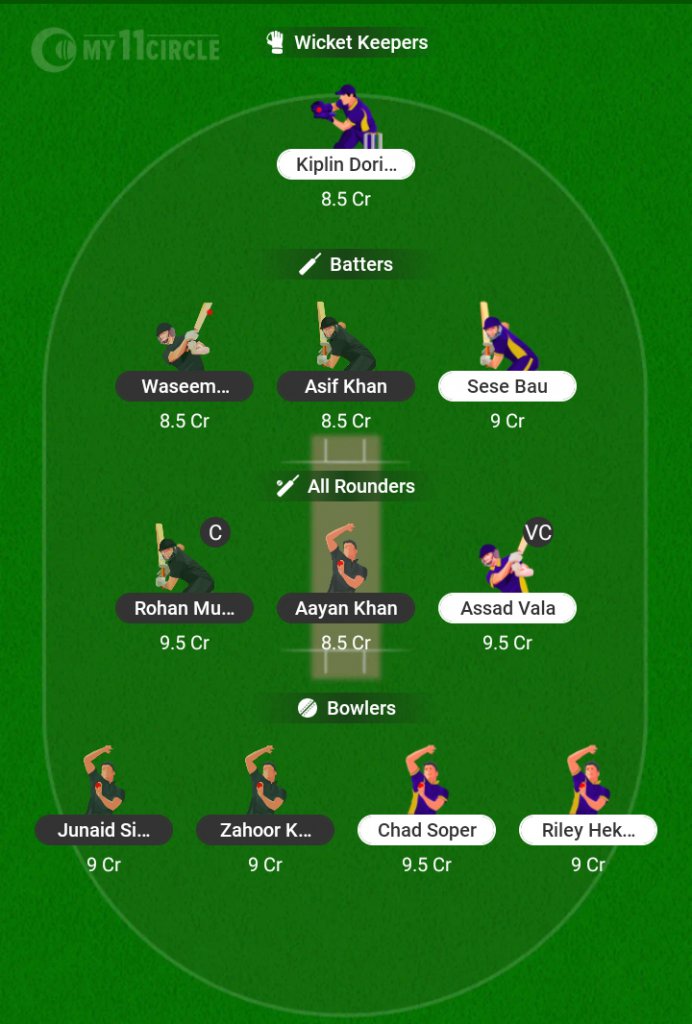 MY11CIRCLE
Wicket Keepers
Kiplin Dori...
8.5 Cr
Batters
Waseem... Asif Khan Sese Bau
8.5 Cr 8.5 Cr 9 Cr
All Rounders
C VC
Rohan Mu... Aayan Khan Assad Vala
9.5 Cr 8.5 Cr 9.5 Cr
Bowlers
Junaid Si... Zahoor K... Chad Soper Riley Hek...
9 Cr 9 Cr 9.5 Cr 9 Cr